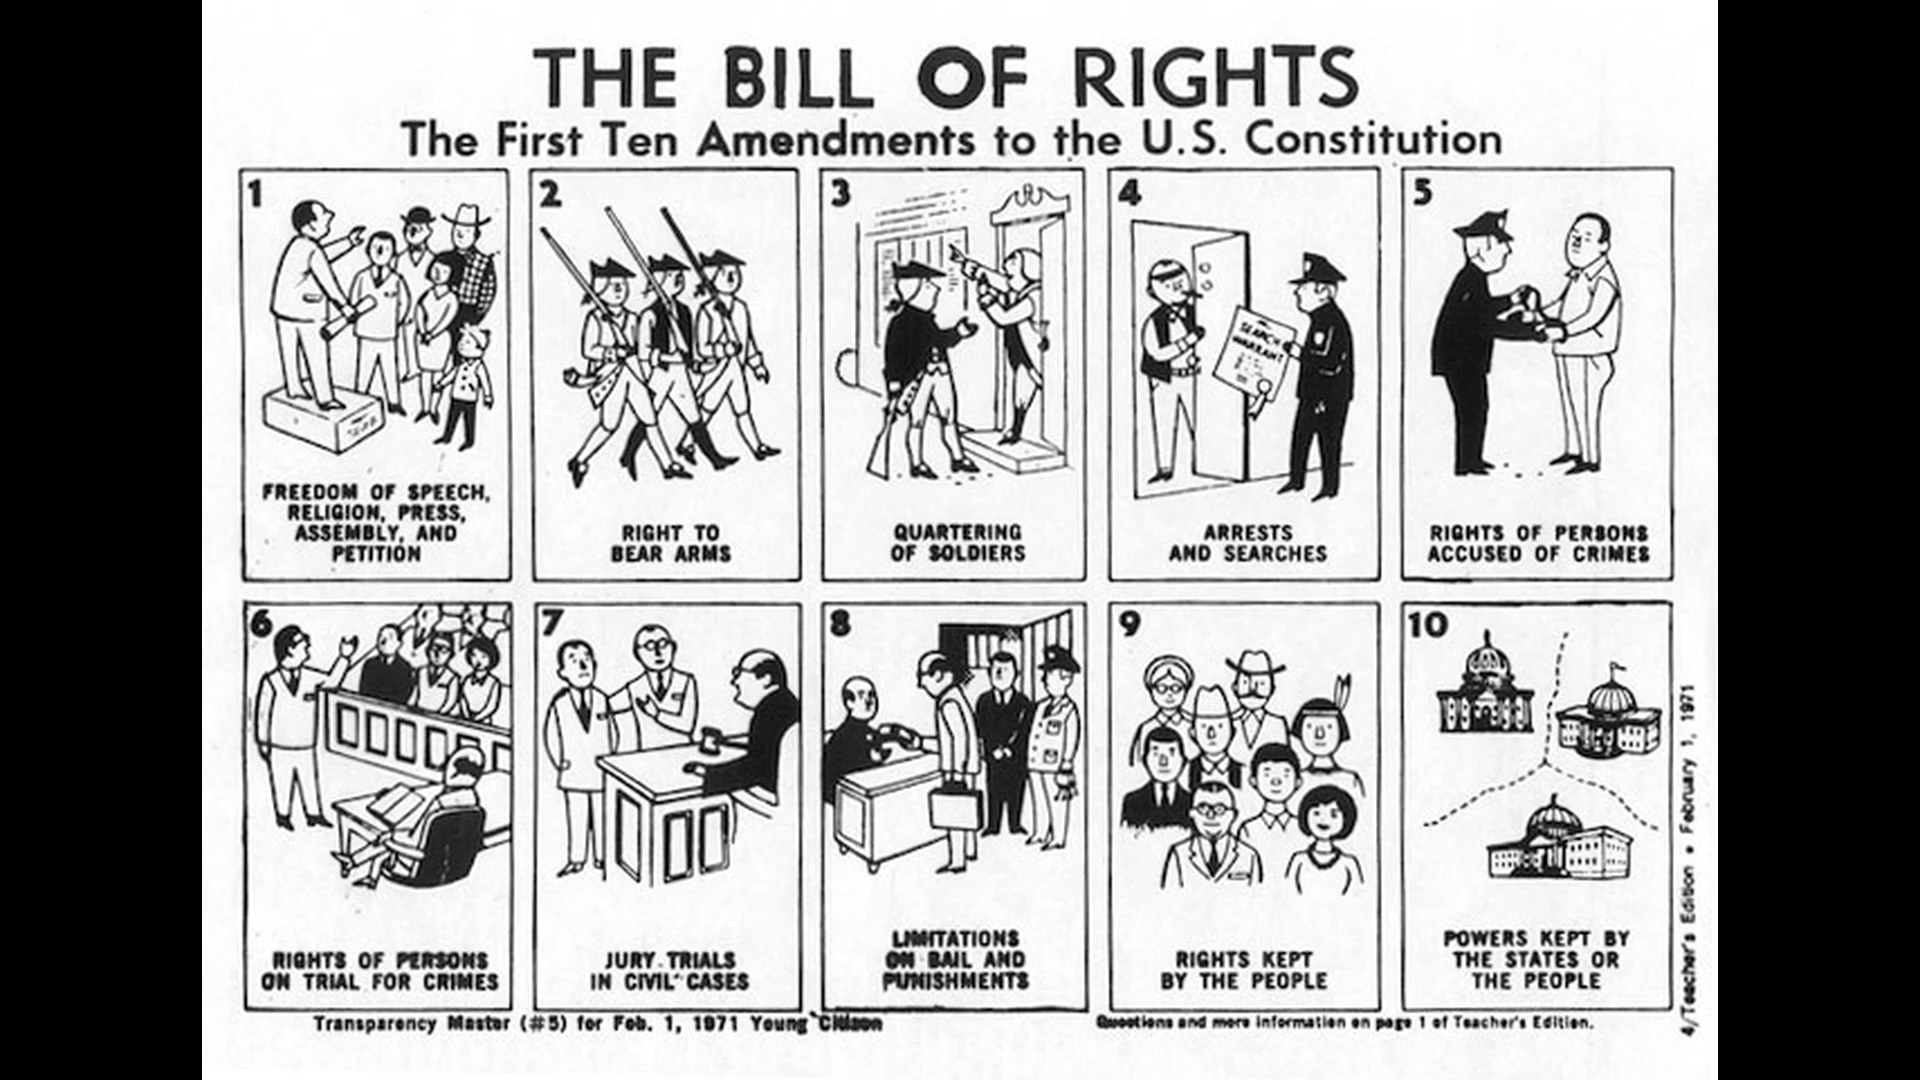 THE BILL OF RIGHTS
The First Ten Amendments to the U.S. Constitution
1
FREEDOM OF SPEECH,
RELIGION, PRESS,
ASSEMBLY, AND
PETITION
2
RIGHT TO
BEAR ARMS
3
QUARTERING
OF SOLDIERS
4
SEARCH
WARRANT
ARRESTS
AND SEARCHES
5
RIGHTS OF PERSONS
ACCUSED OF CRIMES
6
RIGHTS OF PERSONS
ON TRIAL FOR CRIMES
7
JURY TRIALS
IN CIVIL CASES
8
LIMITATIONS
ON BAIL AND
PUNISHMENTS
9
RIGHTS KEPT
BY THE PEOPLE
10
POWERS KEPT BY
THE STATES OR
THE PEOPLE
Transparency Master (#5) for Feb. 1, 1971 Young Citizen
Questions and more information on page 1 of Teacher's Edition.
4/Teacher's Edition • February 1, 1971